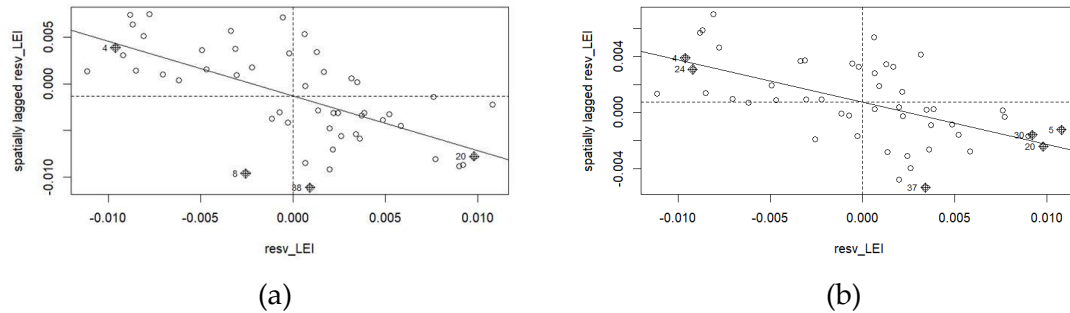 spatially lagged resv_LEI
0.005
0.000
-0.010
4
8
38
20
-0.010 -0.005 0.000 0.005 0.010
resv_LEI
(a)
spatially lagged resv_LEI
0.004
0.000
-0.004
4
24
30
5
20
37
-0.010 -0.005 0.000 0.005 0.010
resv_LEI
(b)